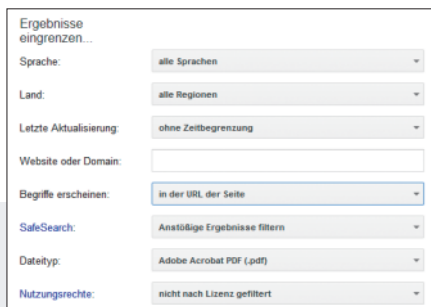 Ergebnisse
eingrenzen...
Sprache: alle Sprachen
Land: alle Regionen
Letzte Aktualisierung: ohne Zeitbegrenzung
Website oder Domain:
Begriffe erscheinen: in der URL der Seite
SafeSearch: Anstößige Ergebnisse filtern
Dateityp: Adobe Acrobat PDF (.pdf)
Nutzungsrechte: nicht nach Lizenz gefiltert